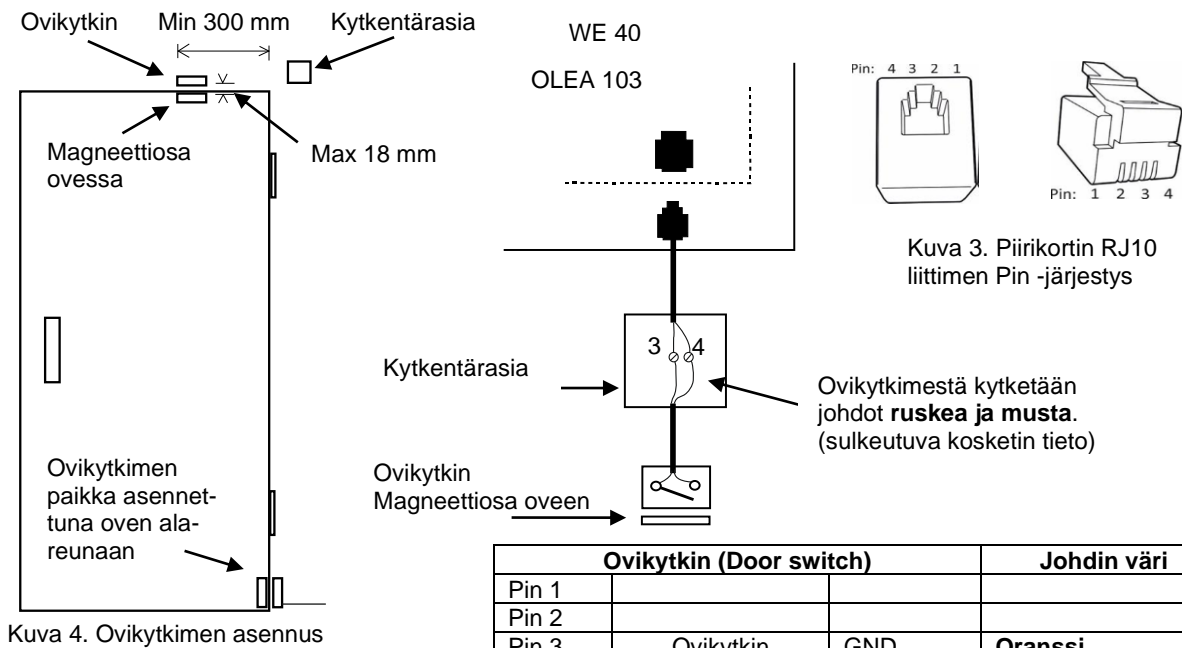 Ovikytkin
Min 300 mm
Kytkentärasia
Magneettiosa
ovessa
Max 18 mm
Ovikytkimen
paikka asennet-
tuna oven ala-
reunaan
Kuva 4. Ovikytkimen asennus
WE 40
OLEA 103
Kytkentärasia
3 4
Ovikytkimestä kytketään
johdot ruskea ja musta.
(sulkeutuva kosketin tieto)
Ovikytkin
Magneettiosa oveen
Pin: 4 3 2 1
Pin: 1 2 3 4
Kuva 3. Piirikortin RJ10
liittimen Pin -järjestys
Ovikytkin (Door switch) Johdin väri
Pin 1
Pin 2
Pin 3 Ovikytkin GND Oranssi